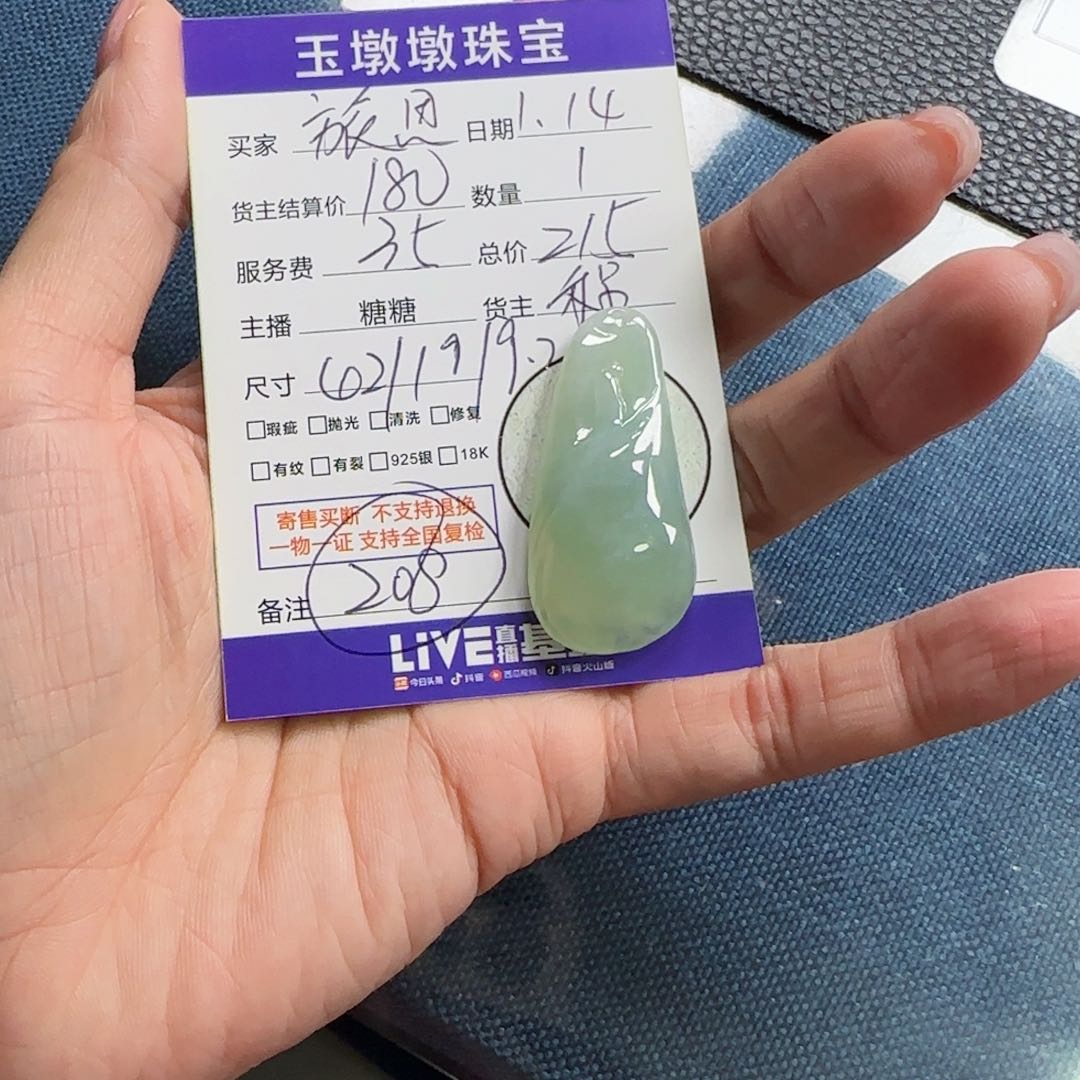 玉墩墩珠宝
买家 旅因 日期 1.14
货主结算价 180 数量 1
服务费 35 总价 215
主播 糖糖 货主
尺寸 42/19/9.2
□瑕疵 □抛光 □清洗 □修复
□有纹 □有裂 □925银 □18K
寄售买断 不支持退换
一物一证 支持全国复检
备注 208
LIVE直播基
今日头条 抖音 西瓜视频 抖音火山版